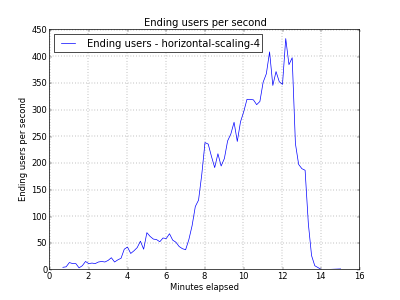 Ending users per second
Ending users - horizontal-scaling-4
450
400
350
300
250
200
150
100
50
0
Ending users per second
0 2 4 6 8 10 12 14 16
Minutes elapsed